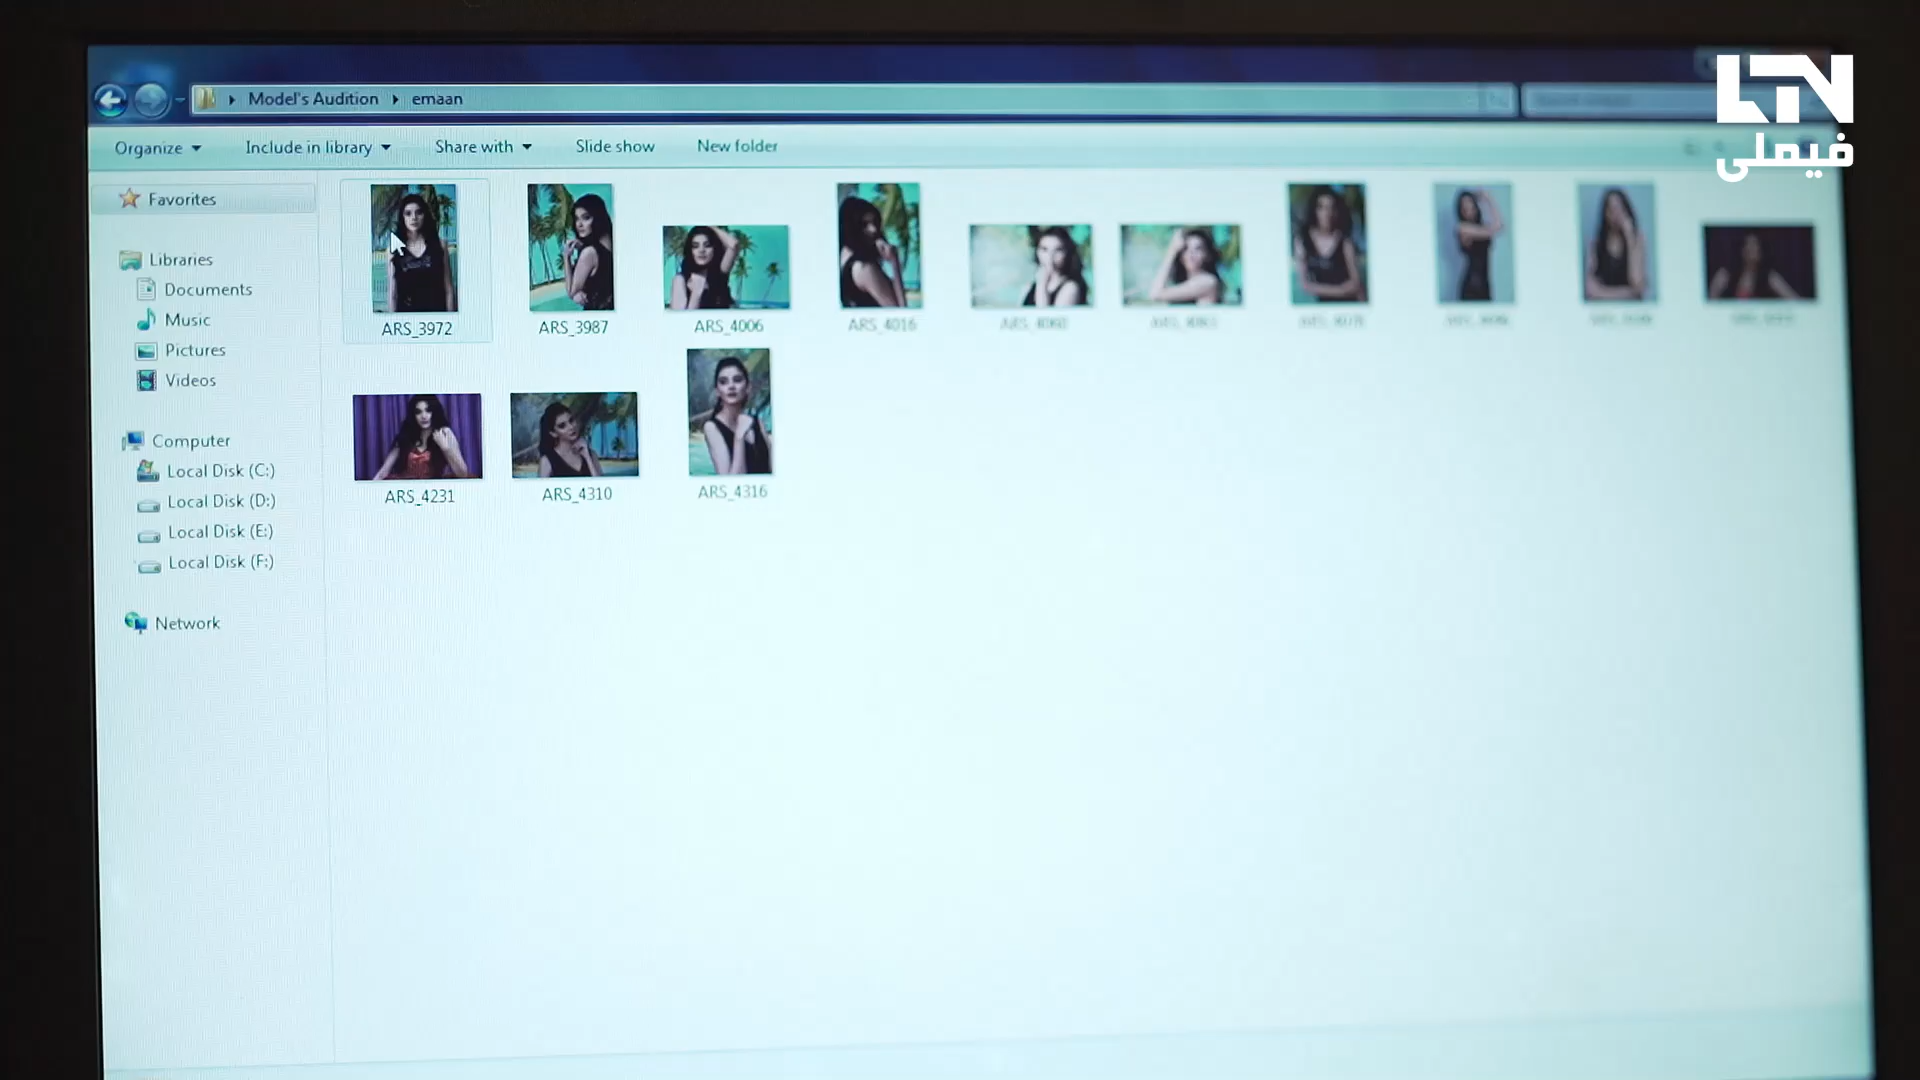 LTN
فیملی
Model's Audition emaan
Organize Include in library Share with Slide show New folder
Favorites
Libraries
Documents
Music
Pictures
Videos
Computer
Local Disk (C:)
Local Disk (D:)
Local Disk (E:)
Local Disk (F:)
Network
ARS_3972 ARS_3987 ARS_4006 ARS_4016
ARS_4231 ARS_4310 ARS_4316